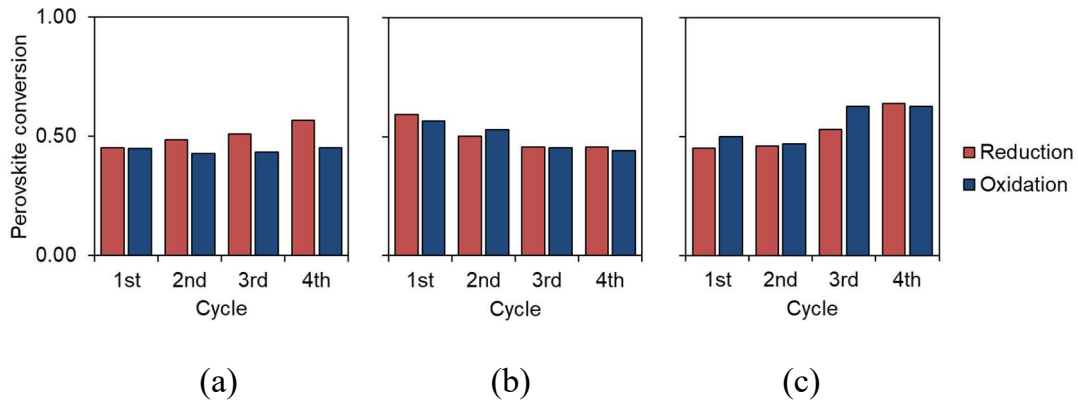 Perovskite conversion
1.00
0.50
0.00
1st 2nd 3rd 4th
Cycle
1st 2nd 3rd 4th
Cycle
1st 2nd 3rd 4th
Cycle
Reduction
Oxidation
(a) (b) (c)